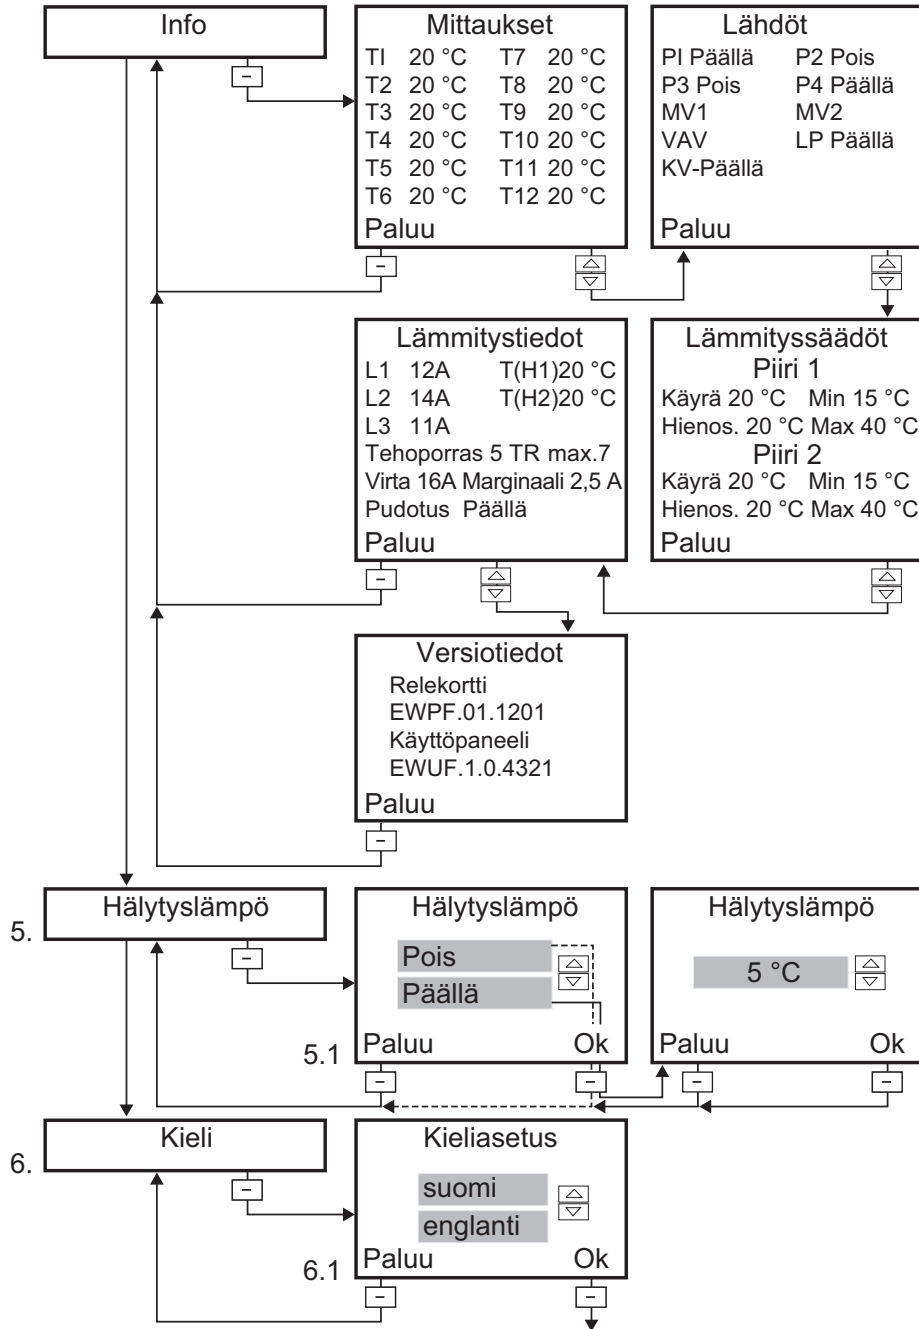 Info
Mittaukset
TI 20 °C T7 20 °C
T2 20 °C T8 20 °C
T3 20 °C T9 20 °C
T4 20 °C T10 20 °C
T5 20 °C T11 20 °C
T6 20 °C T12 20 °C
Paluu
Lähdöt
PI Päällä P2 Pois
P3 Pois P4 Päällä
MV1 MV2
VAV LP Päällä
KV-Päällä
Paluu
Lämmitystiedot
L1 12A T(H1)20 °C
L2 14A T(H2)20 °C
L3 11A
Tehoporras 5 TR max.7
Virta 16A Marginaali 2,5 A
Pudotus Päällä
Paluu
Lämmityssäädöt
Piiri 1
Käyrä 20 °C Min 15 °C
Hienos. 20 °C Max 40 °C
Piiri 2
Käyrä 20 °C Min 15 °C
Hienos. 20 °C Max 40 °C
Paluu
Versiotiedot
Relekortti
EWPF.01.1201
Käyttöpaneeli
EWUF.1.0.4321
Paluu
5.
Hälytyslämpö
5.1
Hälytyslämpö
Pois
Päällä
Paluu Ok
Hälytyslämpö
5 °C
Paluu Ok
6.
Kieli
6.1
Kieliasetus
suomi
englanti
Paluu Ok